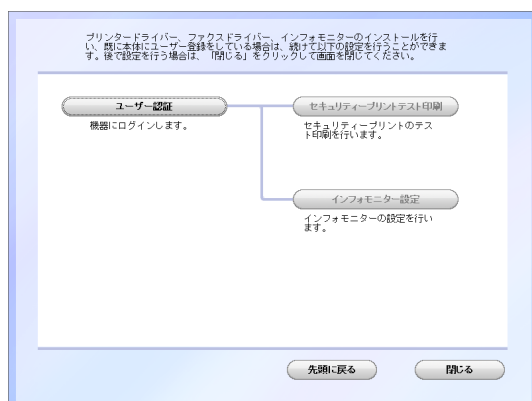 プリンタードライバー、ファクスドライバー、インフォモニターのインストールを行
い、既に本体にユーザー登録をしている場合は、続けて以下の設定を行うことができま
す。後で設定を行う場合は、「閉じる」をクリックして画面を閉じてください。
ユーザー認証
機器にログインします。
セキュリティープリントテスト印刷
セキュリティープリントのテス
ト印刷を行います。
インフォモニター設定
インフォモニターの設定を行い
ます。
先頭に戻る
閉じる